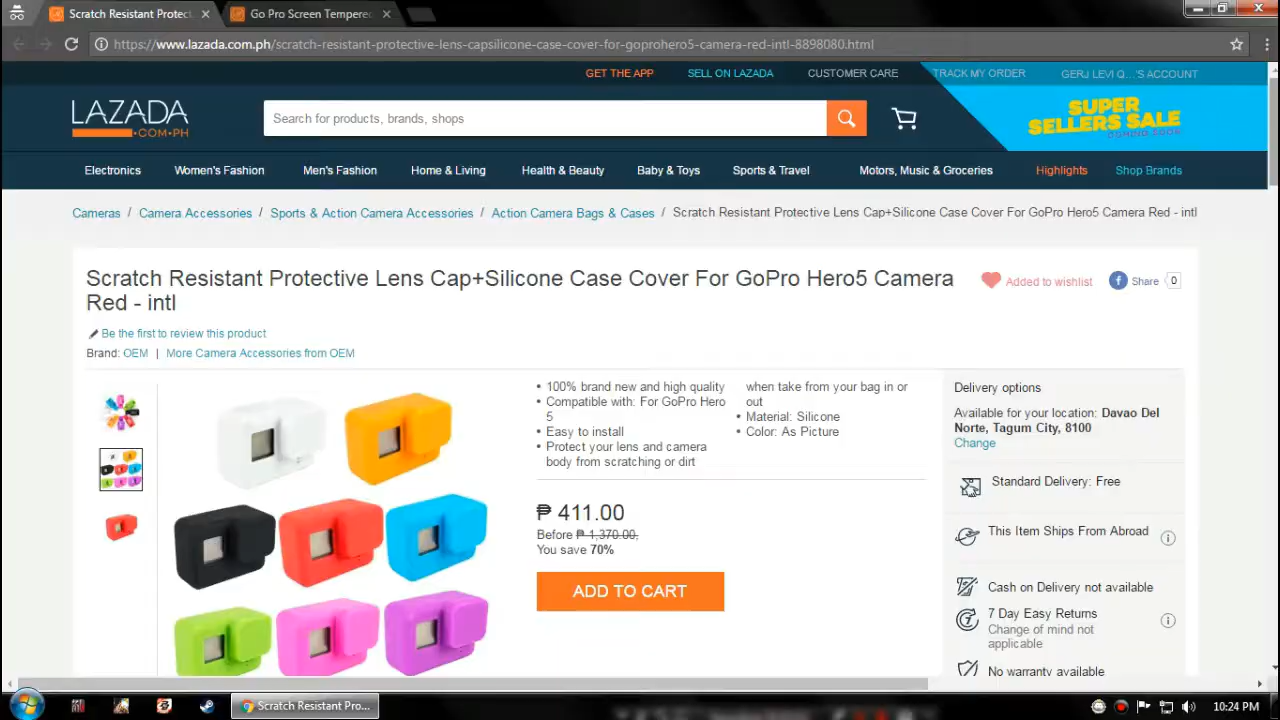 Scratch Resistant Protect
Go Pro Screen Tempered
https://www.lazada.com.ph/scratch-resistant-protective-lens-capsilicone-case-cover-for-goprohero5-camera-red-intl-8898080.html
GET THE APP
SELL ON LAZADA
CUSTOMER CARE
TRACK MY ORDER
GERJ LEVI Q...'S ACCOUNT
LAZADA
.COM.PH
Search for products, brands, shops
SUPER
SELLERS SALE
COMING SOON
Electronics
Women's Fashion
Men's Fashion
Home & Living
Health & Beauty
Baby & Toys
Sports & Travel
Motors, Music & Groceries
Highlights
Shop Brands
Cameras / Camera Accessories / Sports & Action Camera Accessories / Action Camera Bags & Cases / Scratch Resistant Protective Lens Cap+Silicone Case Cover For GoPro Hero5 Camera Red - intl
Scratch Resistant Protective Lens Cap+Silicone Case Cover For GoPro Hero5 Camera
Red - intl
Added to wishlist
f Share 0
Be the first to review this product
Brand: OEM | More Camera Accessories from OEM
• 100% brand new and high quality
• Compatible with: For GoPro Hero
5
• Easy to install
• Protect your lens and camera
body from scratching or dirt
when take from your bag in or
out
• Material: Silicone
• Color: As Picture
₱ 411.00
Before ₱ 1,370.00,
You save 70%
ADD TO CART
Delivery options
Available for your location: Davao Del
Norte, Tagum City, 8100
Change
Standard Delivery: Free
This Item Ships From Abroad
Cash on Delivery not available
7 Day Easy Returns
Change of mind not
applicable
No warranty available
Scratch Resistant Pro...
10:24 PM